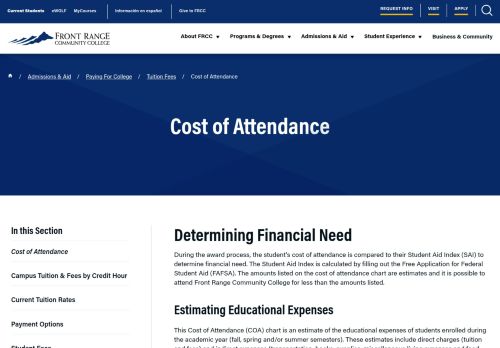 Current Students eWOLF MyCourses Información en español Give to FRCC REQUEST INFO VISIT APPLY
FRONT RANGE
COMMUNITY COLLEGE
About FRCC Programs & Degrees Admissions & Aid Student Experience Business & Community
/ Admissions & Aid / Paying For College / Tuition Fees / Cost of Attendance
Cost of Attendance
In this Section
Cost of Attendance
Campus Tuition & Fees by Credit Hour
Current Tuition Rates
Payment Options
Determining Financial Need
During the award process, the student's cost of attendance is compared to their Student Aid Index (SAI) to
determine financial need. The Student Aid Index is calculated by filling out the Free Application for Federal
Student Aid (FAFSA). The amounts listed on the cost of attendance chart are estimates and it is possible to
attend Front Range Community College for less than the amounts listed.
Estimating Educational Expenses
This Cost of Attendance (COA) chart is an estimate of the educational expenses of students enrolled during
the academic year (fall, spring and/or summer semesters). These estimates include direct charges (tuition